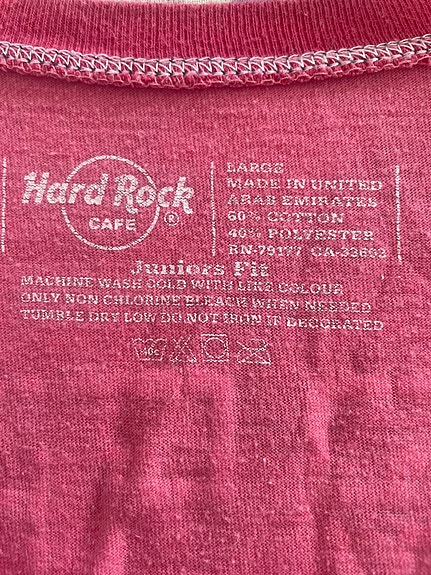 Hard Rock
CAFE
®
LARGE
MADE IN UNITED
ARAB EMIRATES
60% COTTON
40% POLYESTER
RN-79177 CA-33603
Juniors Fit
MACHINE WASH COLD WITH LIKE COLOUR
ONLY NON CHLORINE BLEACH WHEN NEEDED
TUMBLE DRY LOW DO NOT IRON IF DECORATED
40c